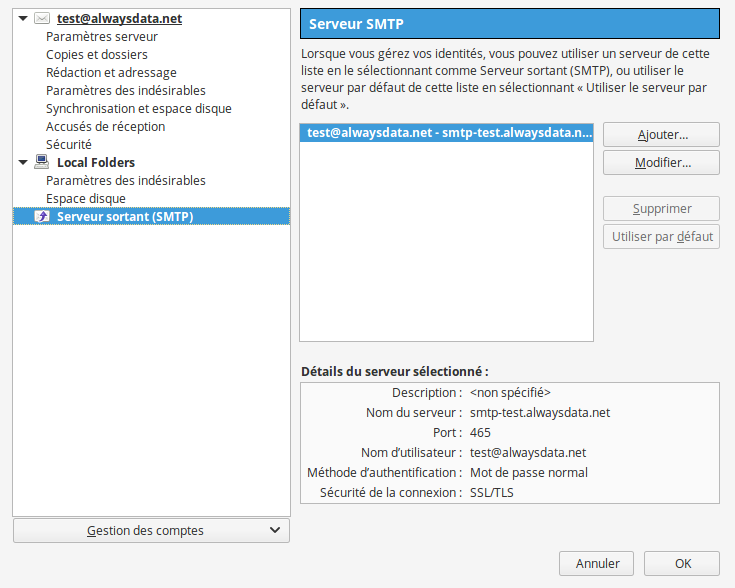 test@alwaysdata.net
Paramètres serveur
Copies et dossiers
Rédaction et adressage
Paramètres des indésirables
Synchronisation et espace disque
Accusés de réception
Sécurité
Local Folders
Paramètres des indésirables
Espace disque
Serveur sortant (SMTP)
Gestion des comptes
Serveur SMTP
Lorsque vous gérez vos identités, vous pouvez utiliser un serveur de cette
liste en le sélectionnant comme Serveur sortant (SMTP), ou utiliser le
serveur par défaut de cette liste en sélectionnant « Utiliser le serveur par
défaut ».
test@alwaysdata.net - smtp-test.alwaysdata.n...
Ajouter...
Modifier...
Supprimer
Utiliser par défaut
Détails du serveur sélectionné :
Description : <non spécifié>
Nom du serveur : smtp-test.alwaysdata.net
Port : 465
Nom d’utilisateur : test@alwaysdata.net
Méthode d’authentification : Mot de passe normal
Sécurité de la connexion : SSL/TLS
Annuler
OK